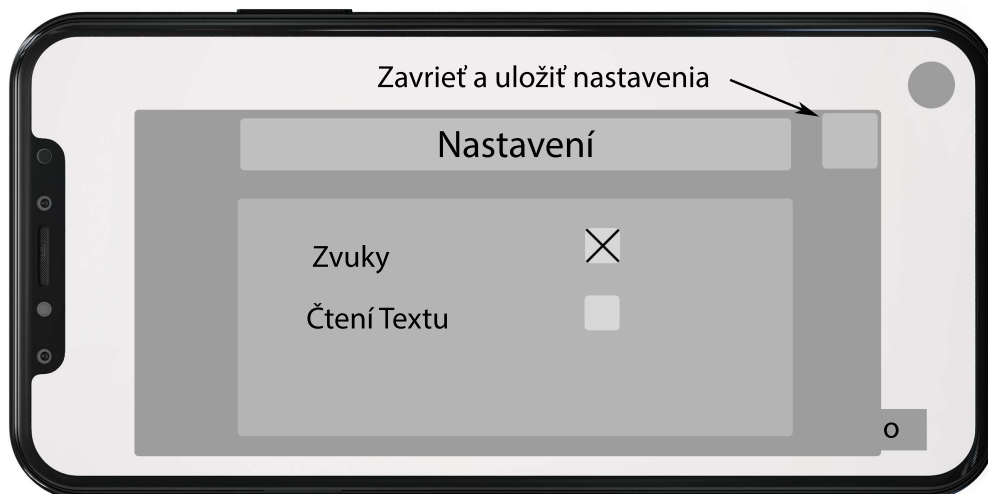 Zavrieť a uložiť nastavenia
Nastavení
Zvuky
Čtení Textu
o